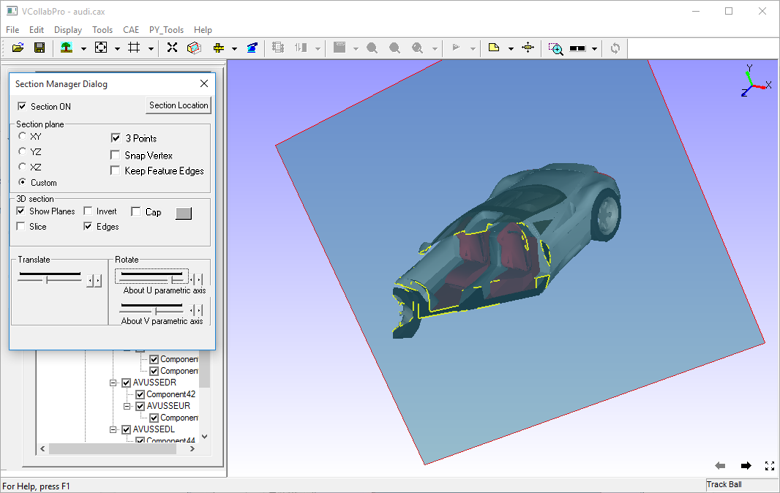 VCollabPro - audi.cax
File Edit Display Tools CAE PY_Tools Help
Section Manager Dialog
Section ON
Section Location
Section plane
XY
3 Points
YZ
Snap Vertex
XZ
Keep Feature Edges
Custom
3D section
Show Planes Invert Cap
Slice Edges
Translate
Rotate
About U parametric axis
About V parametric axis
Component
Component
AVUSSEDR
Component42
AVUSSEUR
Component
AVUSSEDL
Component44
Y
X
Z
For Help, press F1
Track Ball